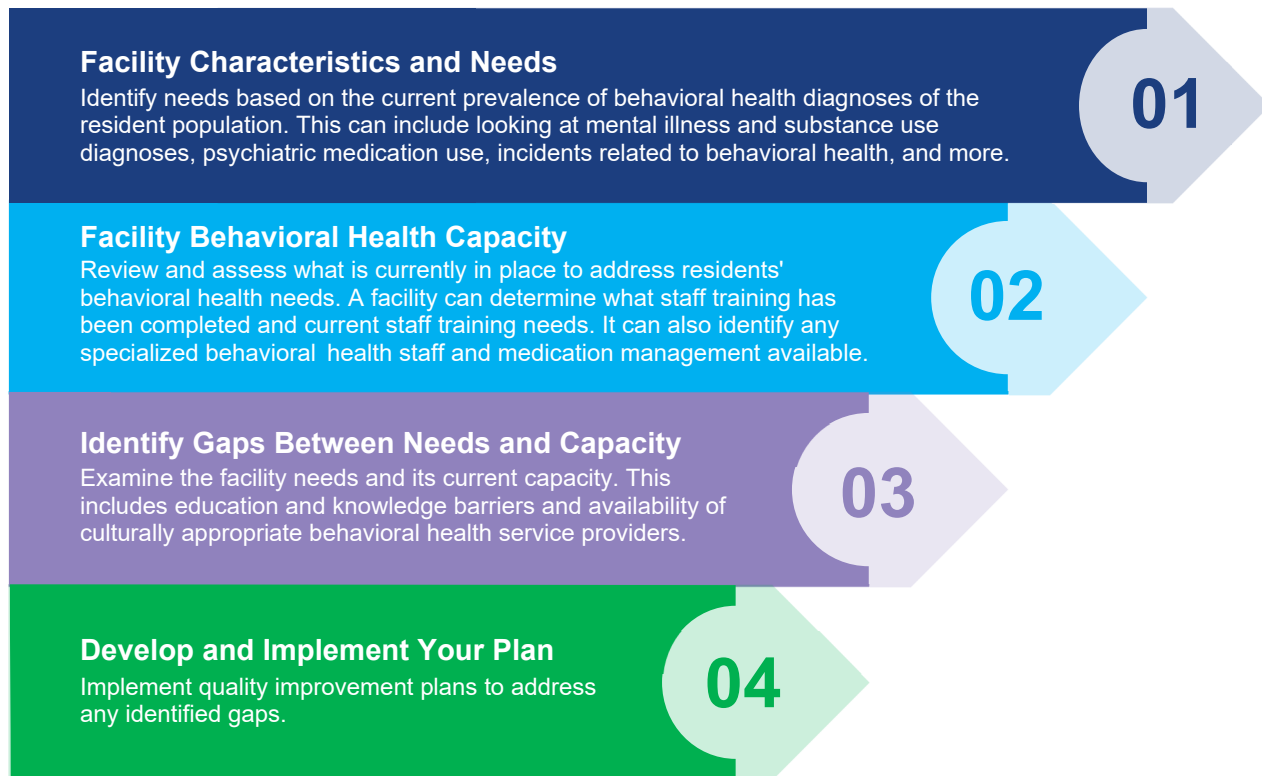 Facility Characteristics and Needs
Identify needs based on the current prevalence of behavioral health diagnoses of the
resident population. This can include looking at mental illness and substance use
diagnoses, psychiatric medication use, incidents related to behavioral health, and more.
01
Facility Behavioral Health Capacity
Review and assess what is currently in place to address residents'
behavioral health needs. A facility can determine what staff training has
been completed and current staff training needs. It can also identify any
specialized behavioral health staff and medication management available.
02
Identify Gaps Between Needs and Capacity
Examine the facility needs and its current capacity. This
includes education and knowledge barriers and availability of
culturally appropriate behavioral health service providers.
03
Develop and Implement Your Plan
Implement quality improvement plans to address
any identified gaps.
04